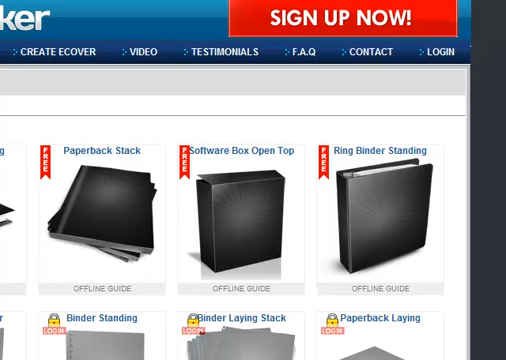 ker
SIGN UP NOW!
CREATE ECOVER
VIDEO
TESTIMONIALS
F.A.Q
CONTACT
LOGIN
g
FREE
Paperback Stack
FREE
Software Box Open Top
FREE
Ring Binder Standing
OFFLINE GUIDE
OFFLINE GUIDE
OFFLINE GUIDE
r
LOGIN
Binder Standing
LOGIN
Binder Laying Stack
LOGIN
Paperback Laying